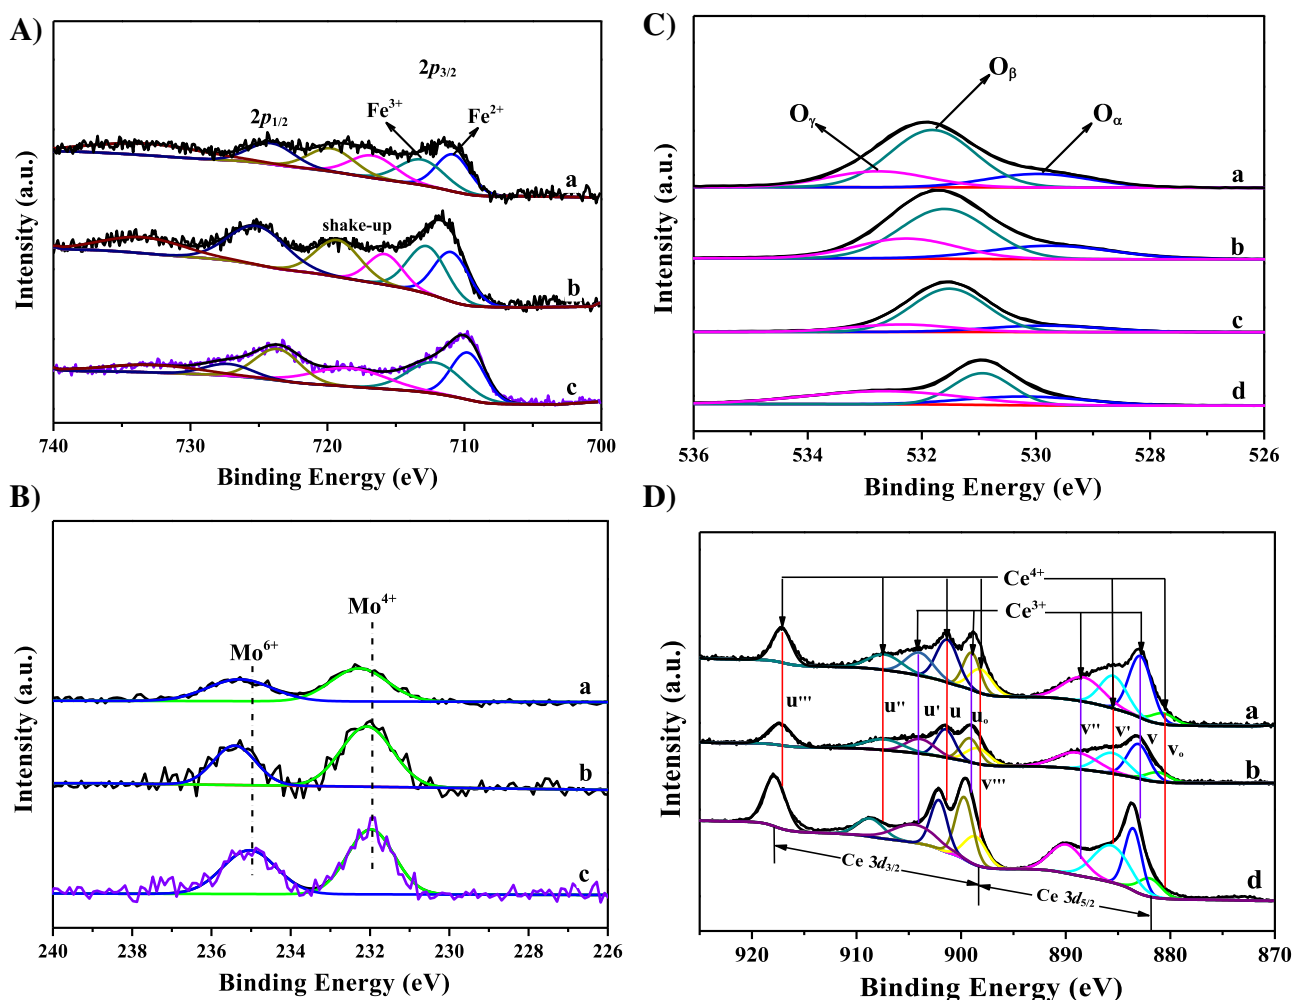 A)
2p3/2
2p1/2
Fe3+
Fe2+
a
shake-up
b
c
Intensity (a.u.)
740
730
720
710
700
Binding Energy (eV)
C)
Oβ
Oγ
Oα
a
b
c
d
Intensity (a.u.)
536
534
532
530
528
526
Binding Energy (eV)
B)
Mo4+
Mo6+
a
b
c
Intensity (a.u.)
240
238
236
234
232
230
228
226
Binding Energy (eV)
D)
Ce4+
Ce3+
a
u'''
u''
u'
u
uo
v''
v'
v
vo
b
v'''
Ce 3d3/2
Ce 3d5/2
d
Intensity (a.u.)
920
910
900
890
880
870
Binding Energy (eV)